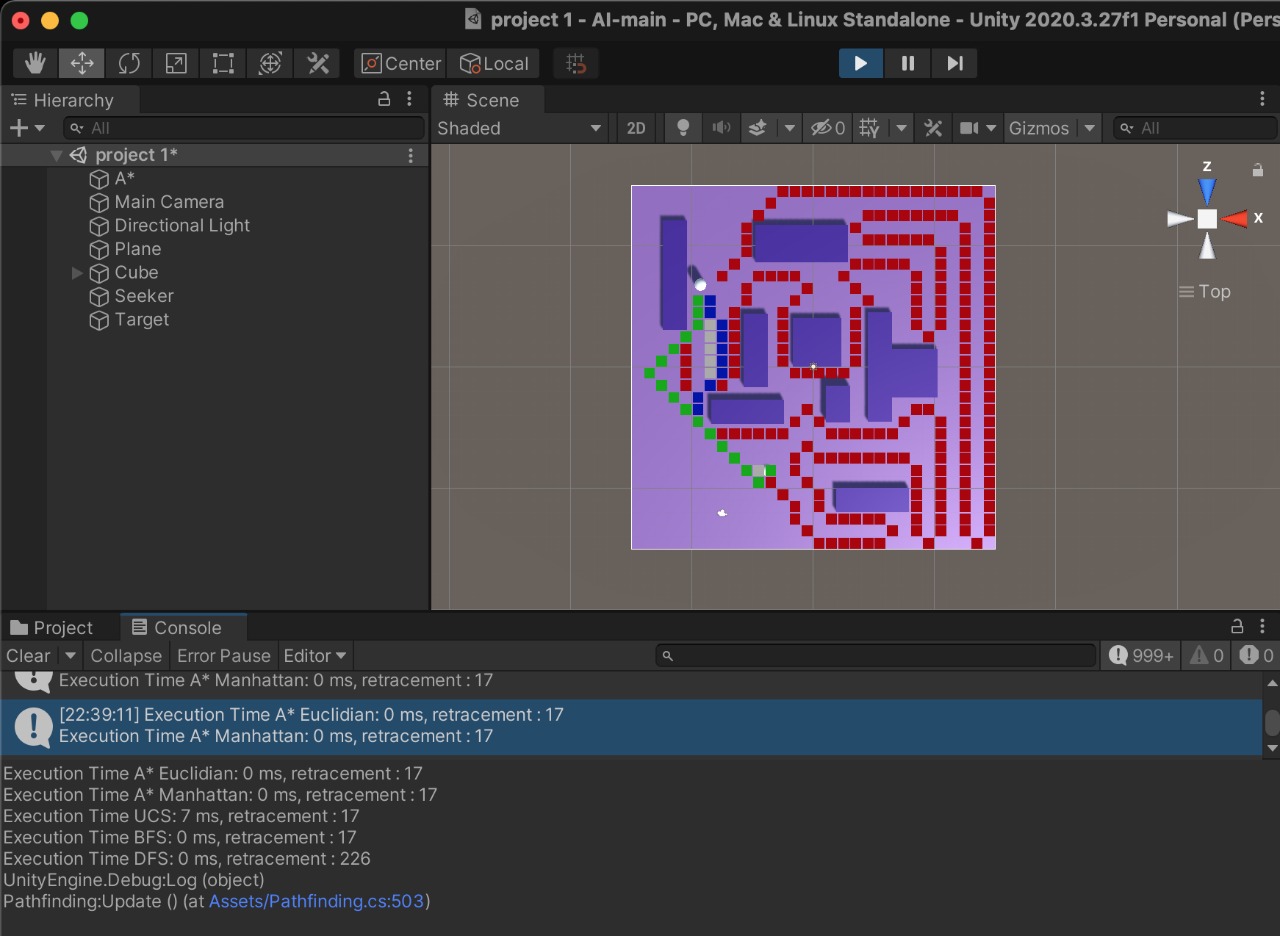 project 1 - AI-main - PC, Mac & Linux Standalone - Unity 2020.3.27f1 Personal (Pers
Center
Local
Hierarchy
Scene
All
Shaded
2D
0
Gizmos
All
project 1*
A*
Main Camera
Directional Light
Plane
Cube
Seeker
Target
Z
X
Top
Project
Console
Clear
Collapse
Error Pause
Editor
999+
0
0
Execution Time A* Manhattan: 0 ms, retracement : 17
[22:39:11] Execution Time A* Euclidian: 0 ms, retracement : 17
Execution Time A* Manhattan: 0 ms, retracement : 17
Execution Time A* Euclidian: 0 ms, retracement : 17
Execution Time A* Manhattan: 0 ms, retracement : 17
Execution Time UCS: 7 ms, retracement : 17
Execution Time BFS: 0 ms, retracement : 17
Execution Time DFS: 0 ms, retracement : 226
UnityEngine.Debug:Log (object)
Pathfinding:Update () (at Assets/Pathfinding.cs:503)